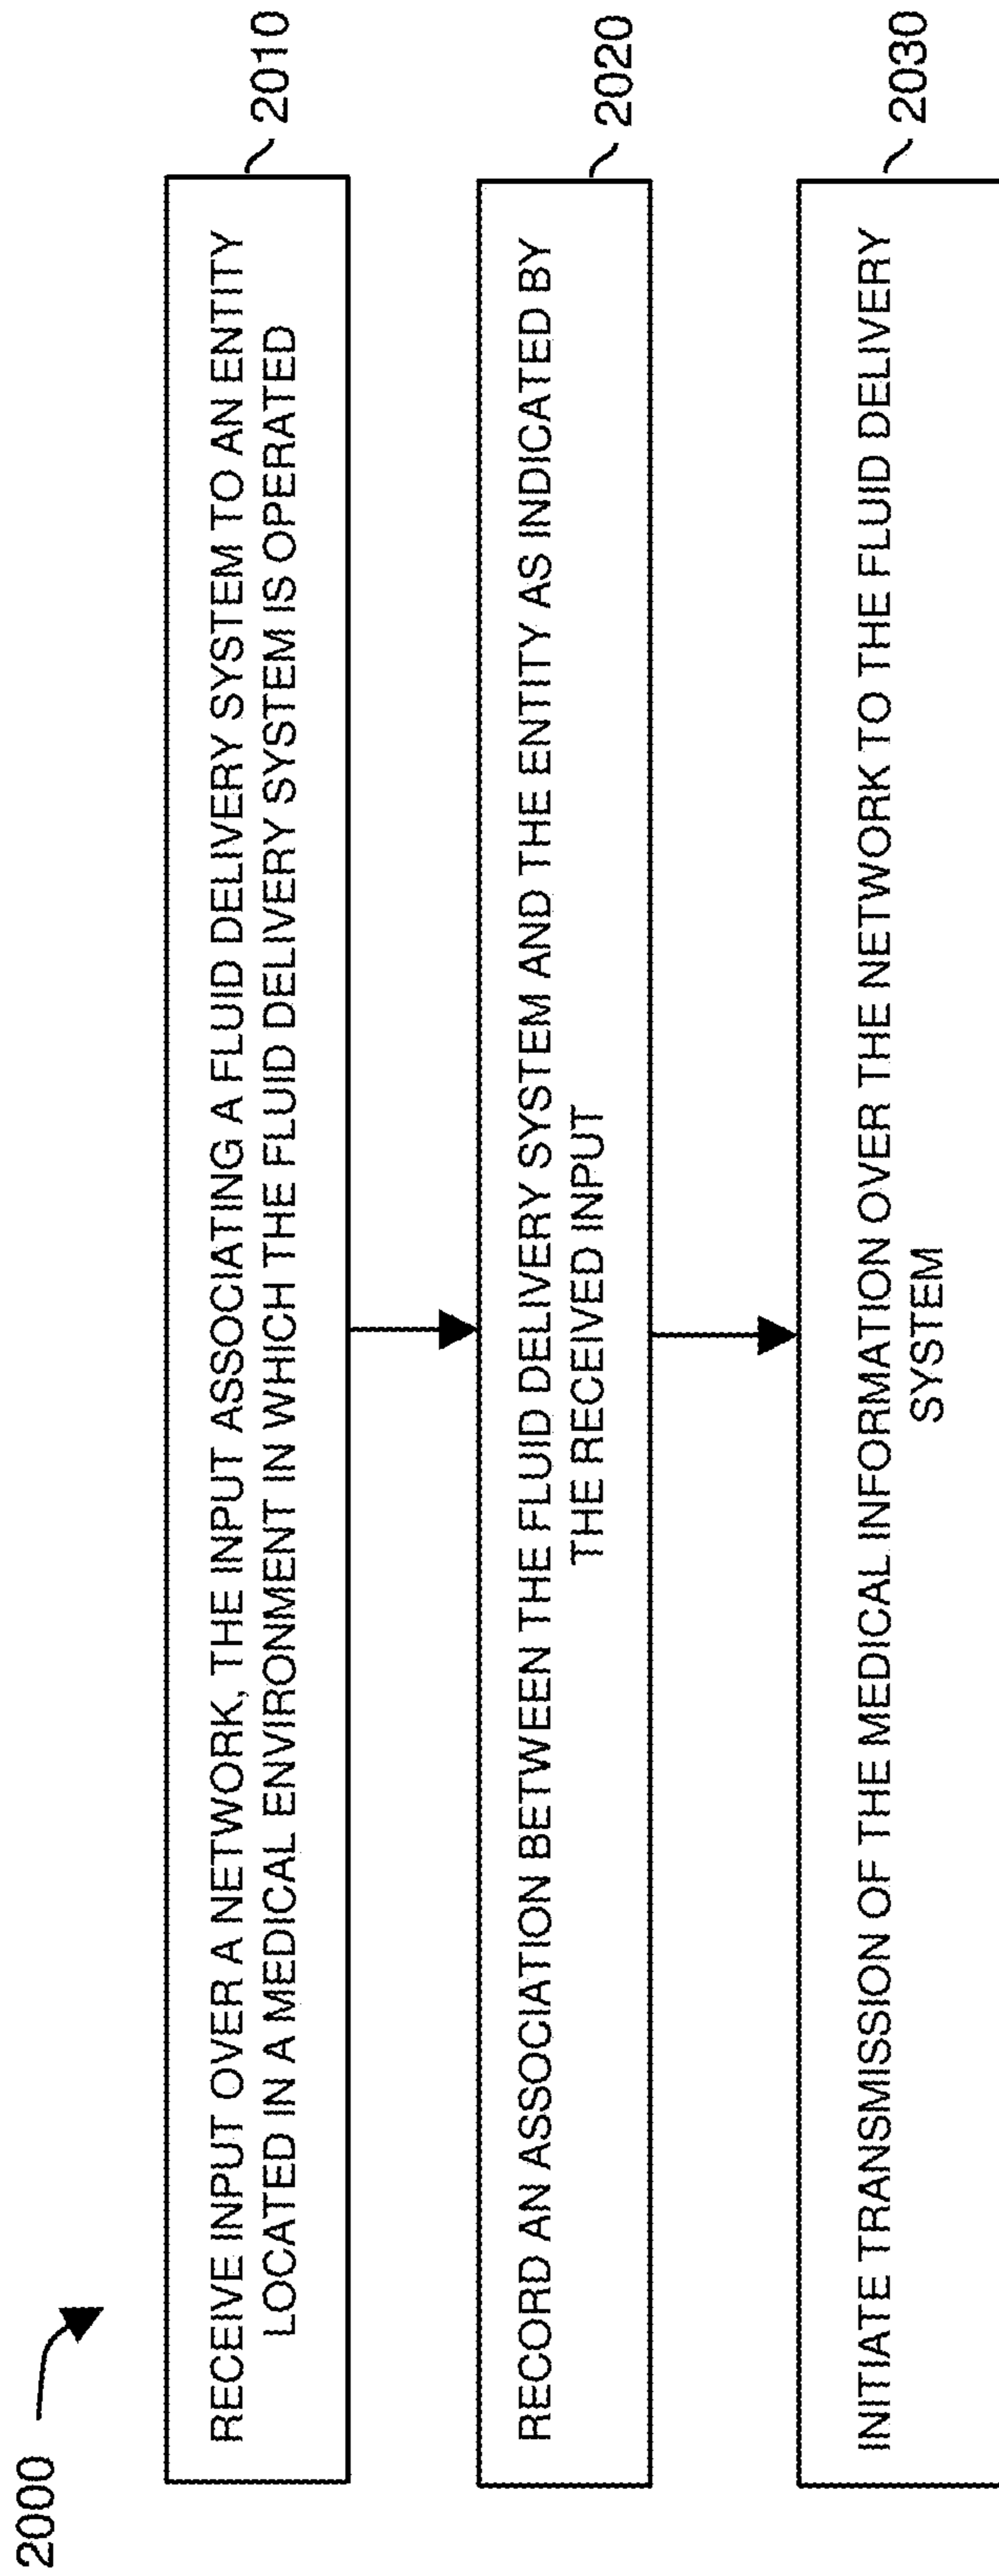 2000
RECEIVE INPUT OVER A NETWORK, THE INPUT ASSOCIATING A FLUID DELIVERY SYSTEM TO AN ENTITY
LOCATED IN A MEDICAL ENVIRONMENT IN WHICH THE FLUID DELIVERY SYSTEM IS OPERATED
2010
RECORD AN ASSOCIATION BETWEEN THE FLUID DELIVERY SYSTEM AND THE ENTITY AS INDICATED BY
THE RECEIVED INPUT
2020
INITIATE TRANSMISSION OF THE MEDICAL INFORMATION OVER THE NETWORK TO THE FLUID DELIVERY
SYSTEM
2030